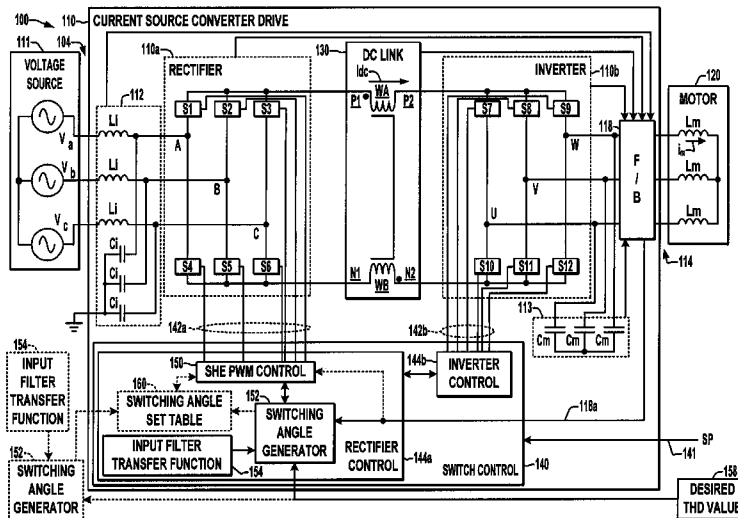 100
110
CURRENT SOURCE CONVERTER DRIVE
111
104
VOLTAGE SOURCE
110a
RECTIFIER
130
DC LINK
INVERTER
110b
120
MOTOR
112
Idc
WA
P1
P2
S1
S2
S3
S7
S8
S9
118
Li
Li
Li
Va
Vb
Vc
A
B
C
W
V
U
F/B
Lm
Lm
Lm
im
Ci
Ci
Ci
S4
S5
S6
N1
N2
WB
S10
S11
S12
114
113
Cm
Cm
Cm
142a
142b
154
INPUT FILTER TRANSFER FUNCTION
150
SHE PWM CONTROL
144b
INVERTER CONTROL
160
SWITCHING ANGLE SET TABLE
152
SWITCHING ANGLE GENERATOR
118a
INPUT FILTER TRANSFER FUNCTION
154
RECTIFIER CONTROL
144a
SWITCH CONTROL
140
SP
141
152
SWITCHING ANGLE GENERATOR
158
DESIRED THD VALUE